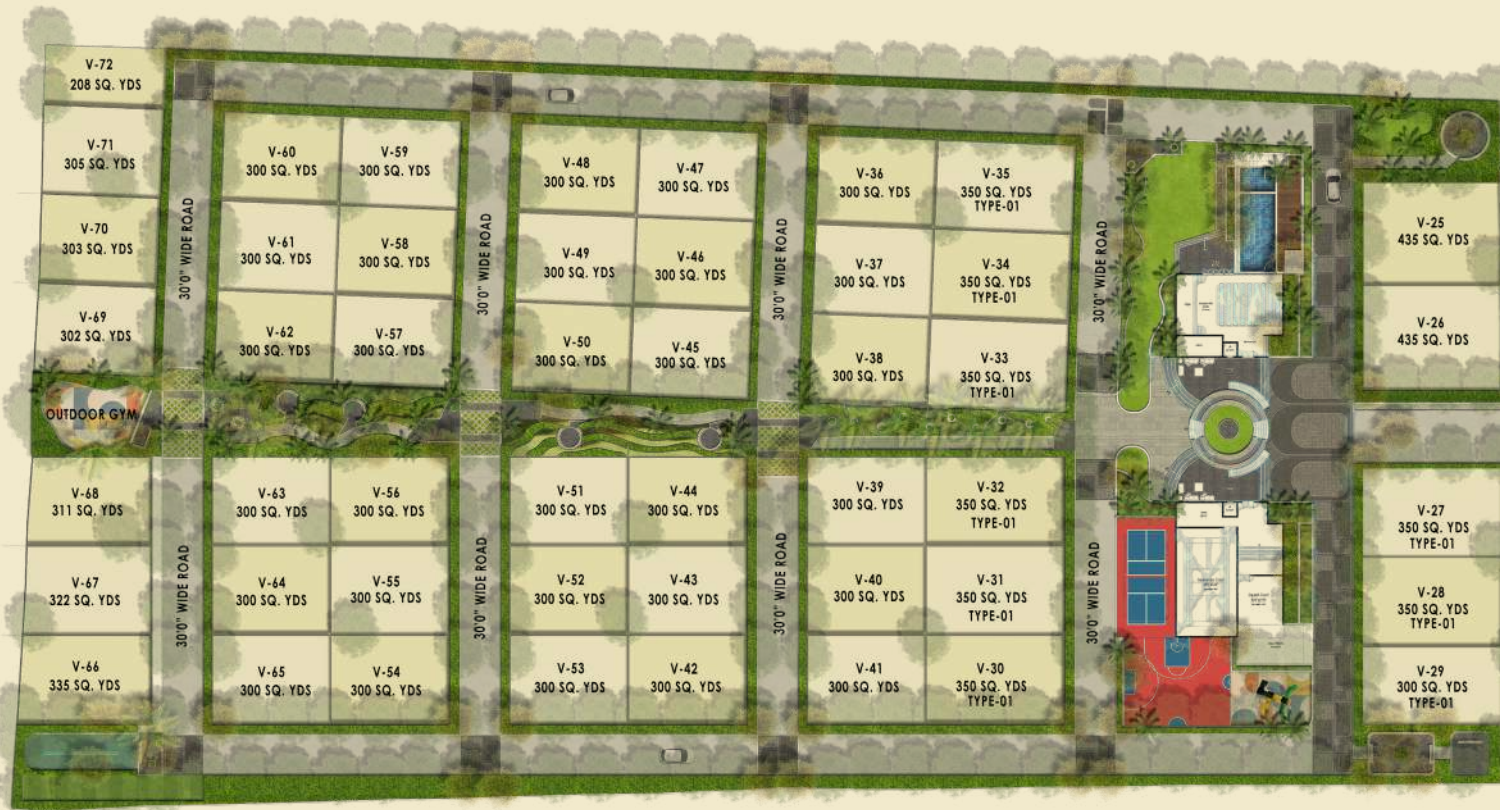 V-72
208 SQ. YDS
V-71
305 SQ. YDS
V-70
303 SQ. YDS
V-69
302 SQ. YDS
OUTDOOR GYM
V-68
311 SQ. YDS
V-67
322 SQ. YDS
V-66
335 SQ. YDS
30'0" WIDE ROAD
30'0" WIDE ROAD
V-60
300 SQ. YDS
V-59
300 SQ. YDS
V-61
300 SQ. YDS
V-58
300 SQ. YDS
V-62
300 SQ. YDS
V-57
300 SQ. YDS
V-63
300 SQ. YDS
V-56
300 SQ. YDS
V-64
300 SQ. YDS
V-55
300 SQ. YDS
V-65
300 SQ. YDS
V-54
300 SQ. YDS
30'0" WIDE ROAD
30'0" WIDE ROAD
V-48
300 SQ. YDS
V-47
300 SQ. YDS
V-49
300 SQ. YDS
V-46
300 SQ. YDS
V-50
300 SQ. YDS
V-45
300 SQ. YDS
V-51
300 SQ. YDS
V-44
300 SQ. YDS
V-52
300 SQ. YDS
V-43
300 SQ. YDS
V-53
300 SQ. YDS
V-42
300 SQ. YDS
30'0" WIDE ROAD
30'0" WIDE ROAD
V-36
300 SQ. YDS
V-35
350 SQ. YDS
TYPE-01
V-37
300 SQ. YDS
V-34
350 SQ. YDS
TYPE-01
V-38
300 SQ. YDS
V-33
350 SQ. YDS
TYPE-01
V-39
300 SQ. YDS
V-32
350 SQ. YDS
TYPE-01
V-40
300 SQ. YDS
V-31
350 SQ. YDS
TYPE-01
V-41
300 SQ. YDS
V-30
350 SQ. YDS
TYPE-01
30'0" WIDE ROAD
30'0" WIDE ROAD
V-25
435 SQ. YDS
V-26
435 SQ. YDS
V-27
350 SQ. YDS
TYPE-01
V-28
350 SQ. YDS
TYPE-01
V-29
300 SQ. YDS
TYPE-01